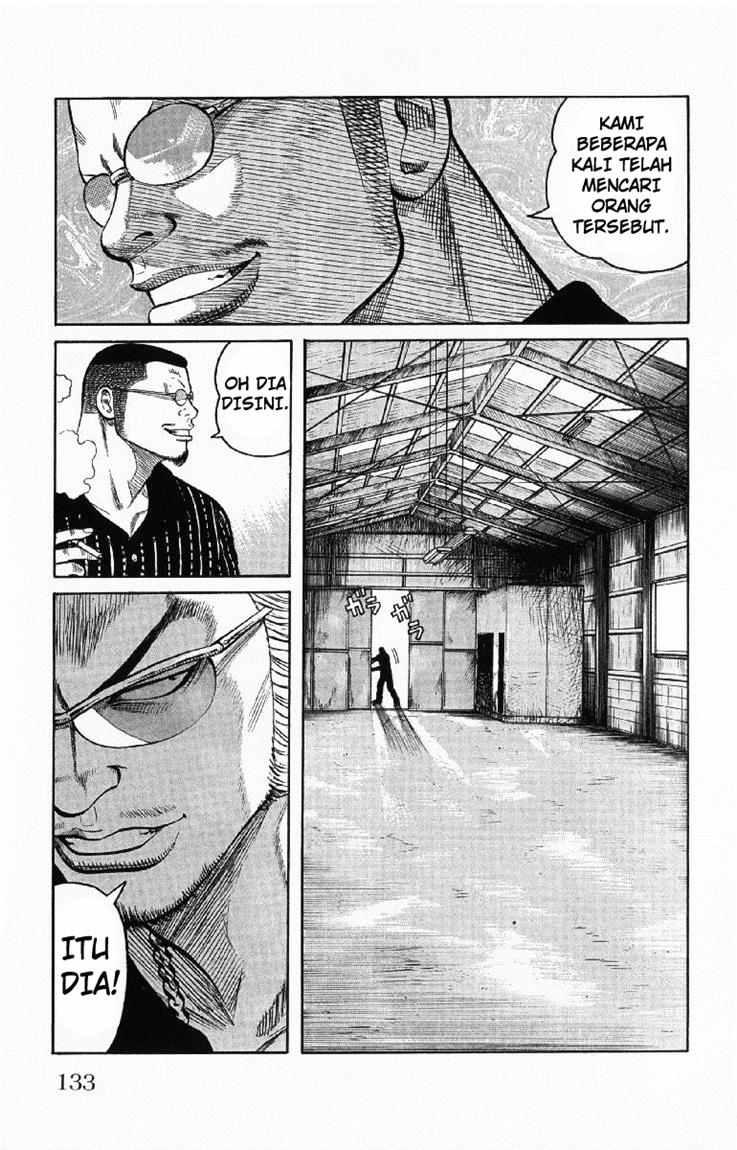 KAMI
BEBERAPA
KALI TELAH
MENCARI
ORANG
TERSEBUT.
ガラ
ガラ
OH DIA
DISINI.
ITU
DIA!
133